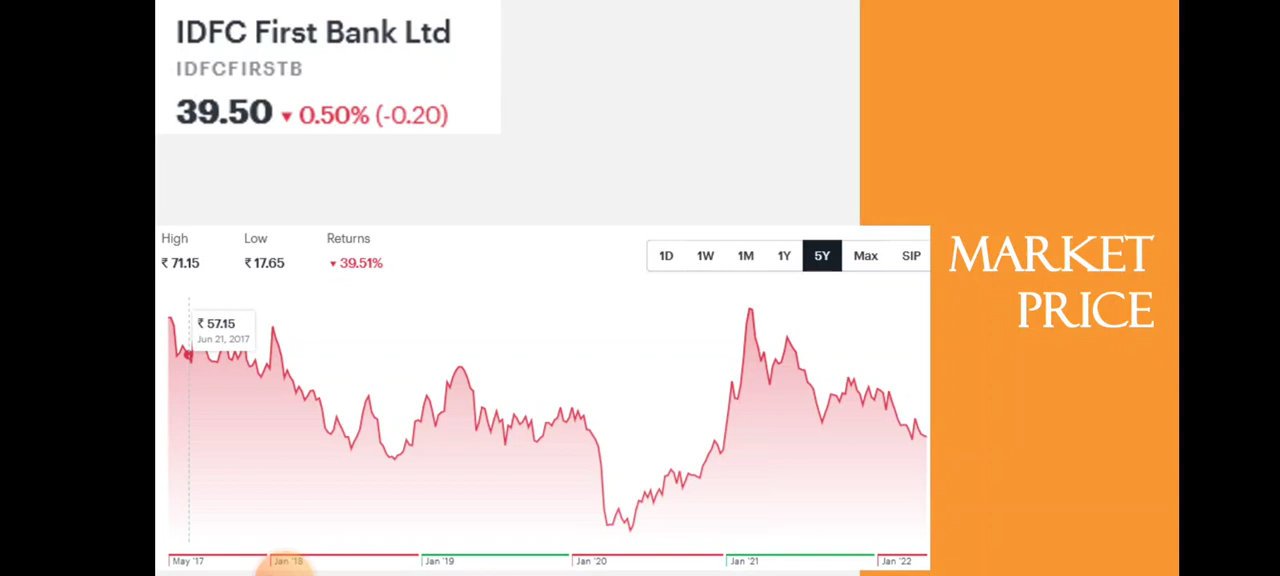 IDFC First Bank Ltd
IDFCFIRSTB
39.50 ▼ 0.50% (-0.20)
High Low Returns
₹ 71.15 ₹ 17.65 ▼ 39.51%
1D 1W 1M 1Y 5Y Max SIP
MARKET
PRICE
₹ 57.15
Jun 21, 2017
May '17 Jan '18 Jan '19 Jan '20 Jan '21 Jan '22